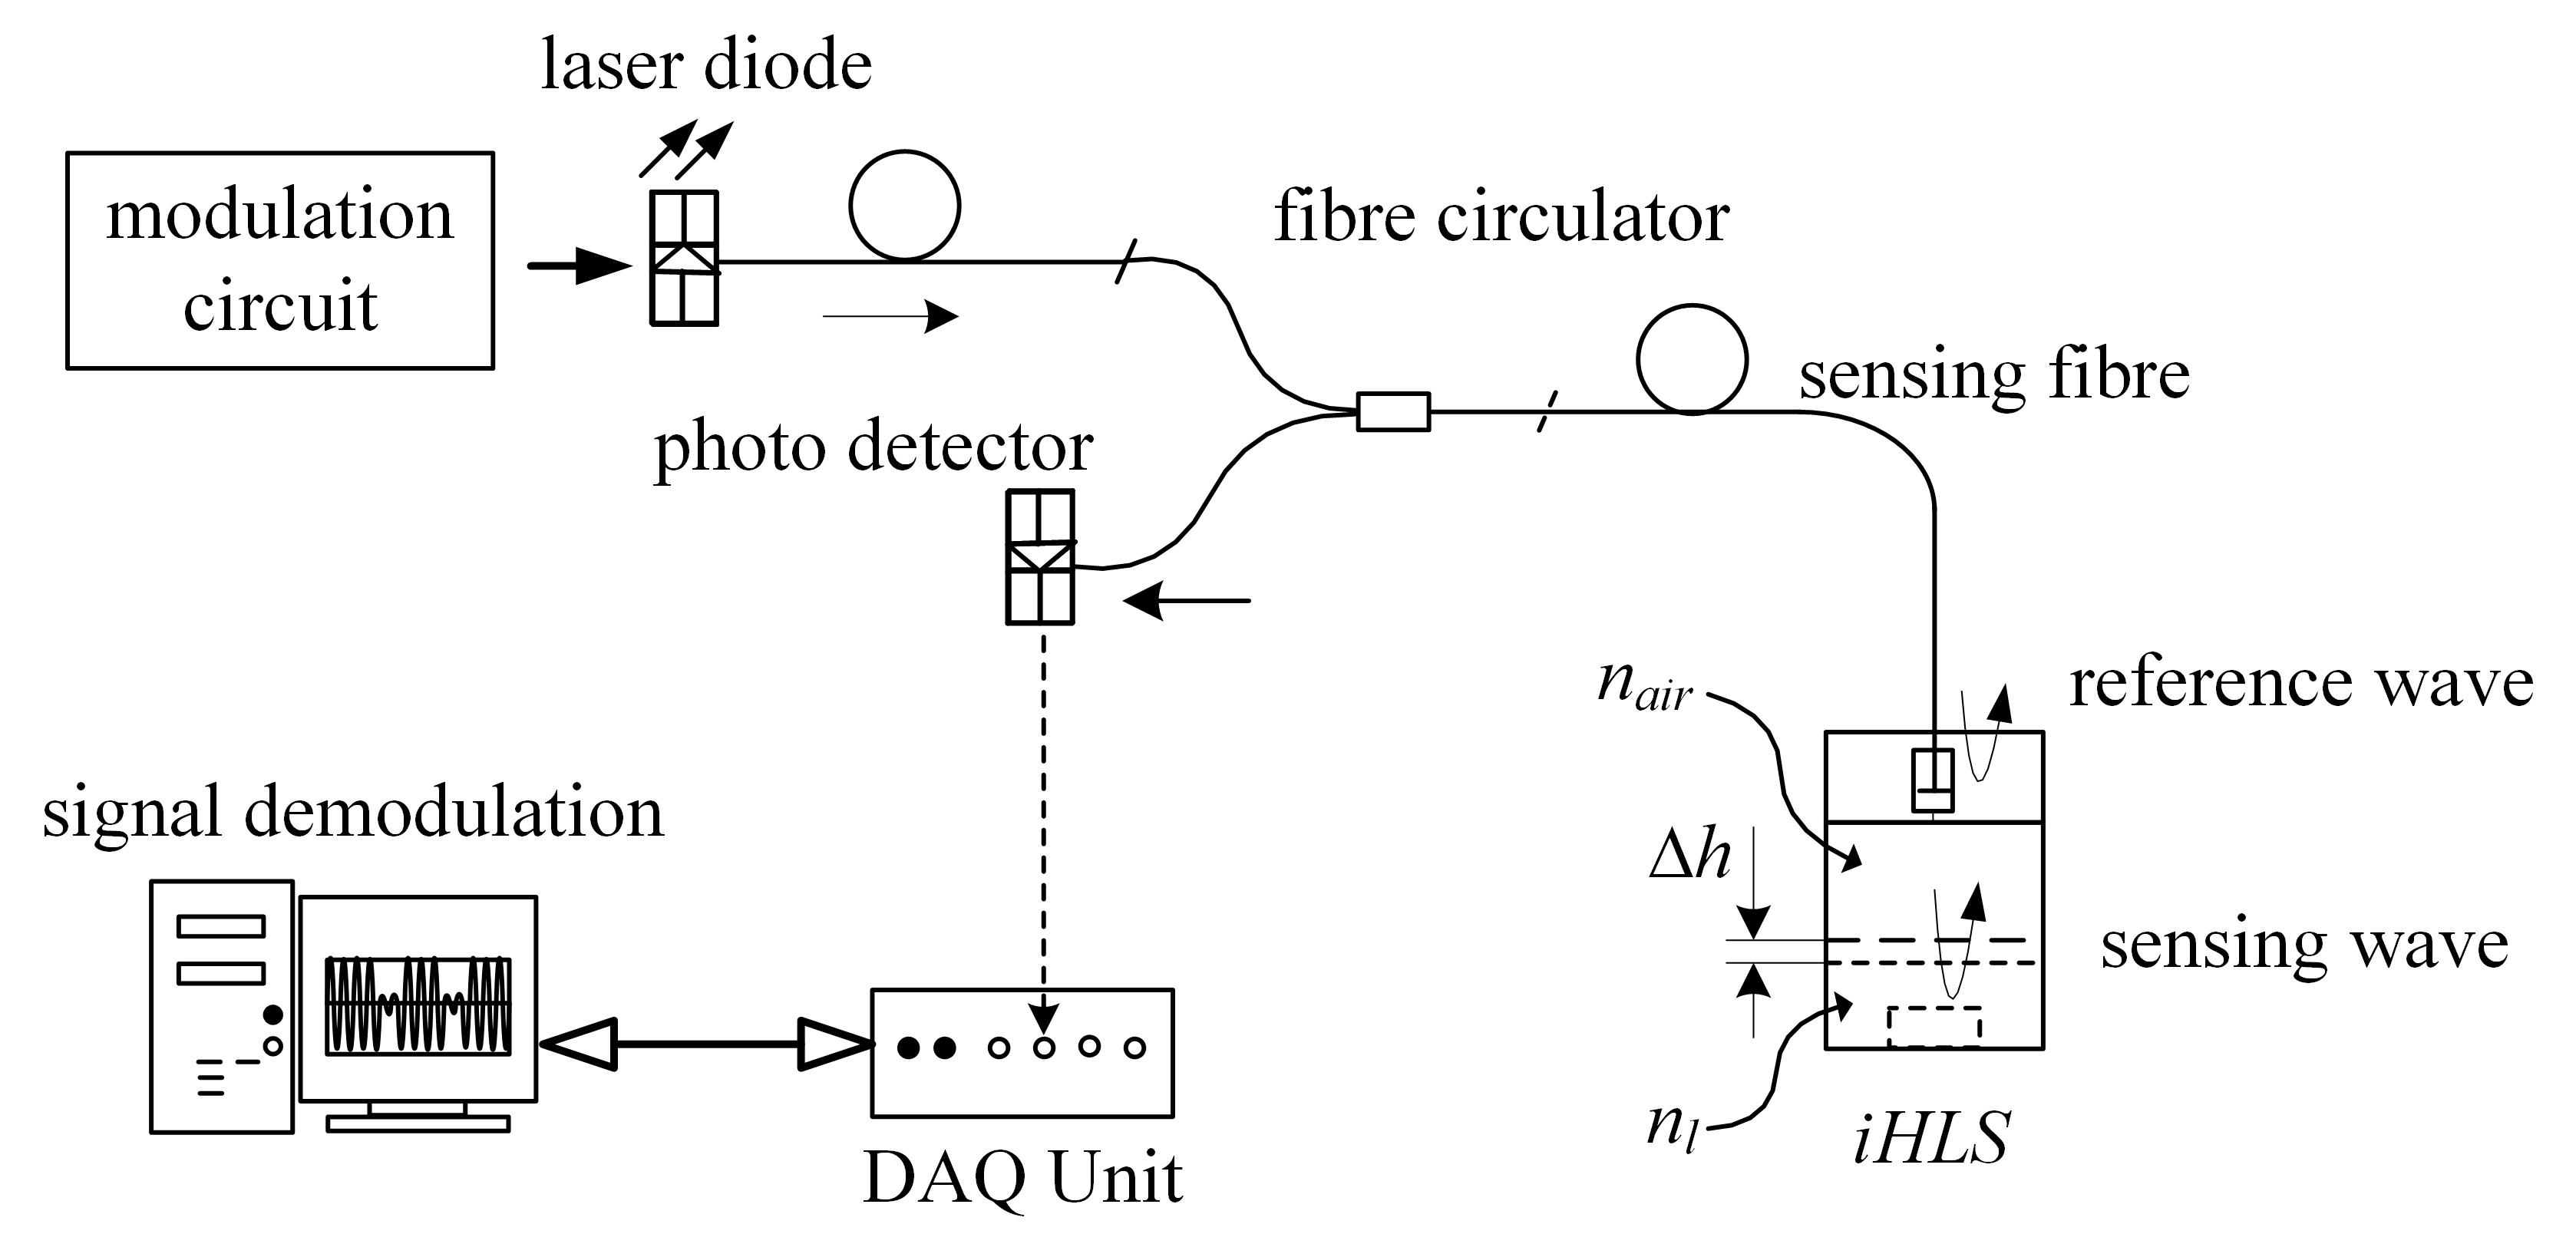 laser diode
modulation
circuit
fibre circulator
sensing fibre
photo detector
n_air
reference wave
signal demodulation
Δh
sensing wave
n_l
iHLS
DAQ Unit